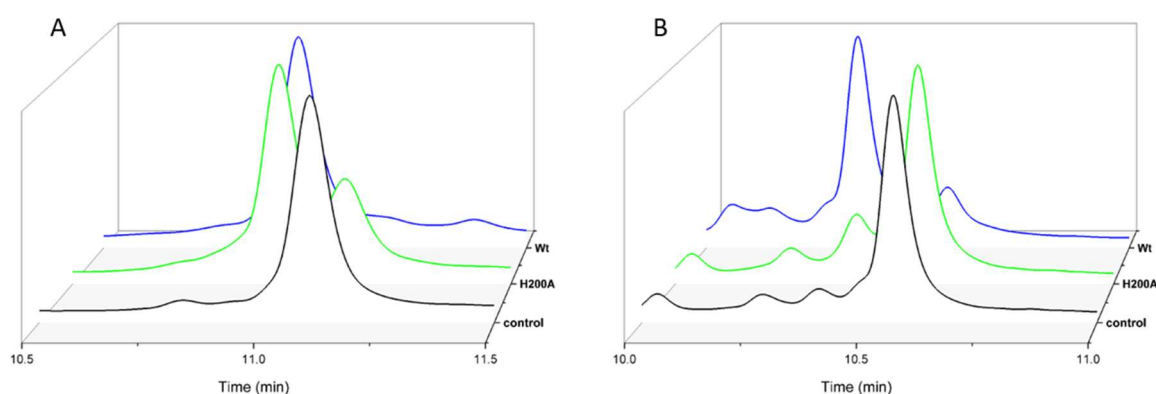 A
Wt
H200A
control
10.5
11.0
11.5
Time (min)
B
Wt
H200A
control
10.0
10.5
11.0
Time (min)